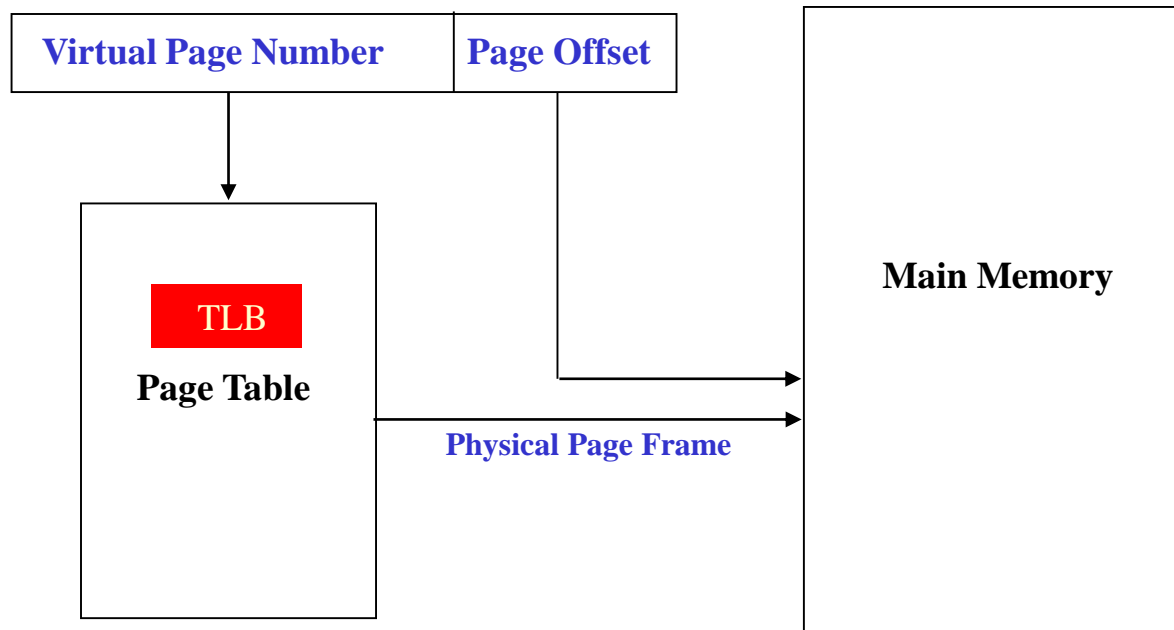 Virtual Page Number
Page Offset
TLB
Page Table
Physical Page Frame
Main Memory